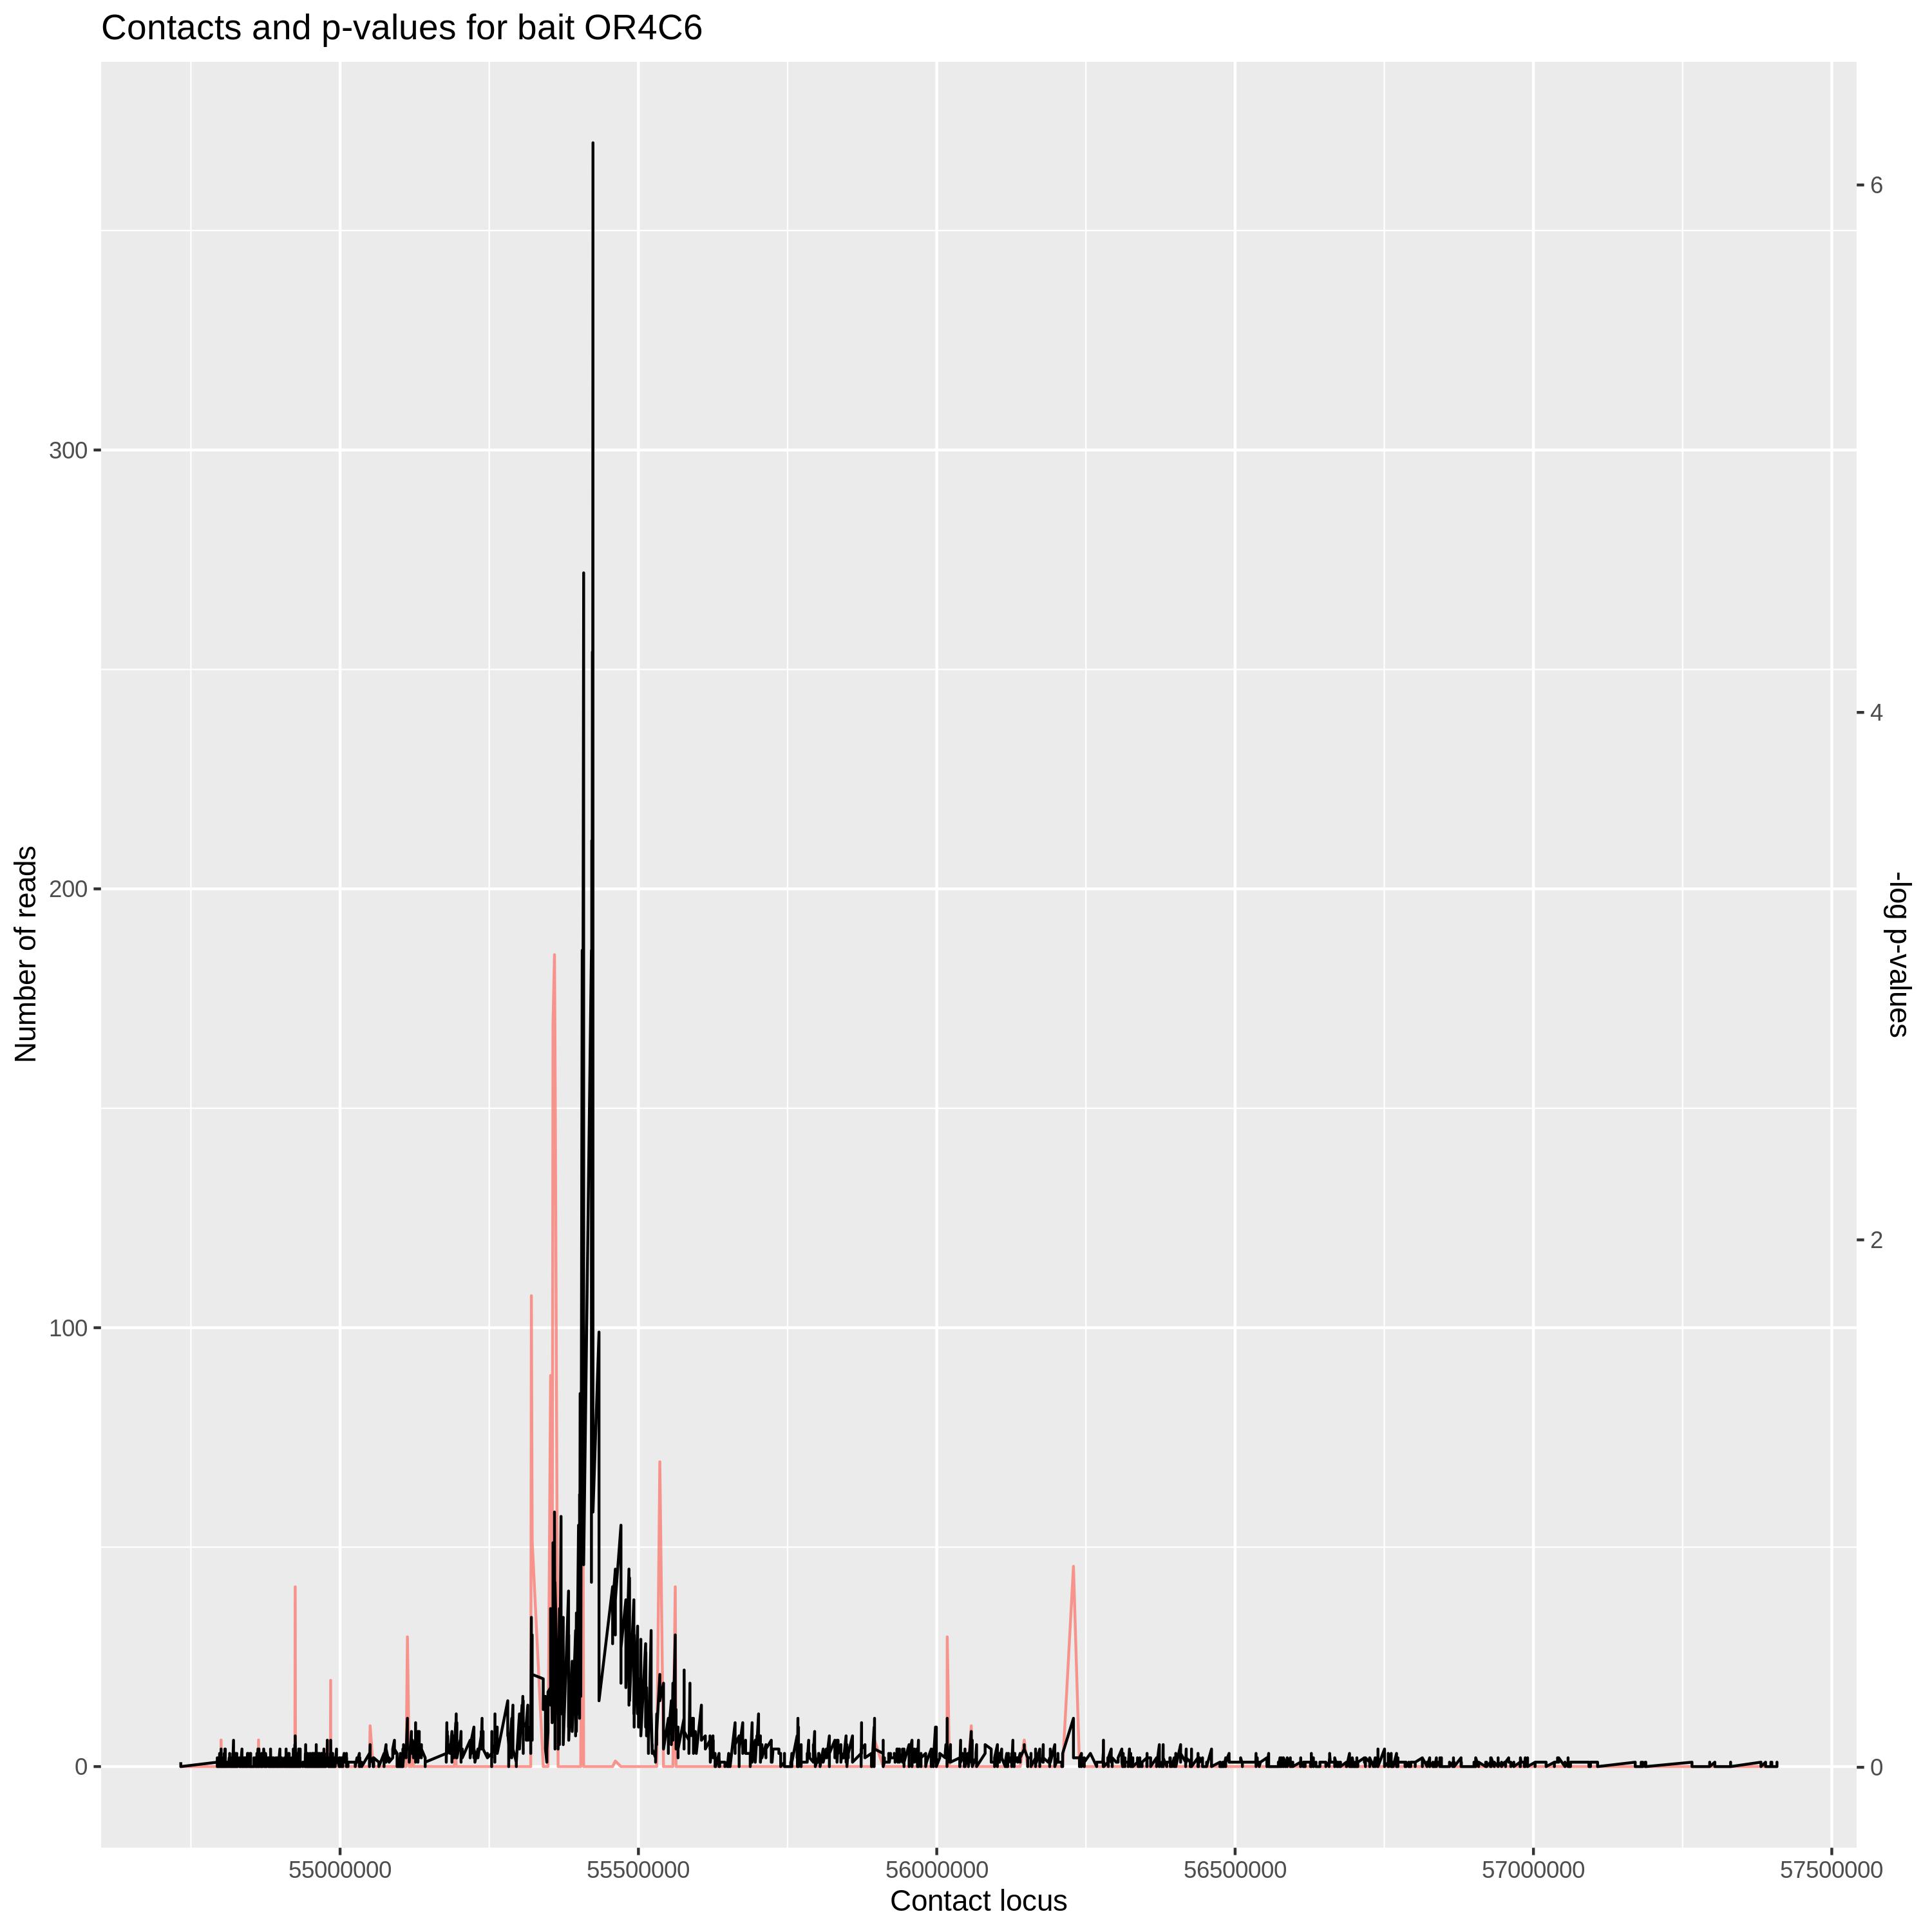 Contacts and p-values for bait OR4C6
Number of reads
300
200
100
0
6
4
2
0
-log p-values
55000000 55500000 56000000 56500000 57000000 57500000
Contact locus